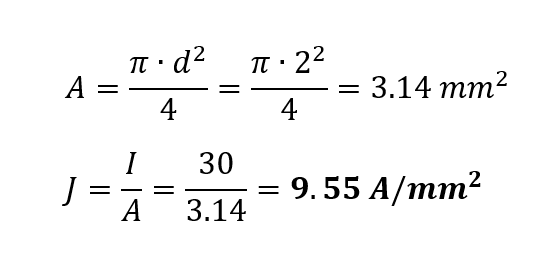 A = π · d² / 4 = π · 2² / 4 = 3.14 mm²
J = I / A = 30 / 3.14 = 9.55 A/mm²